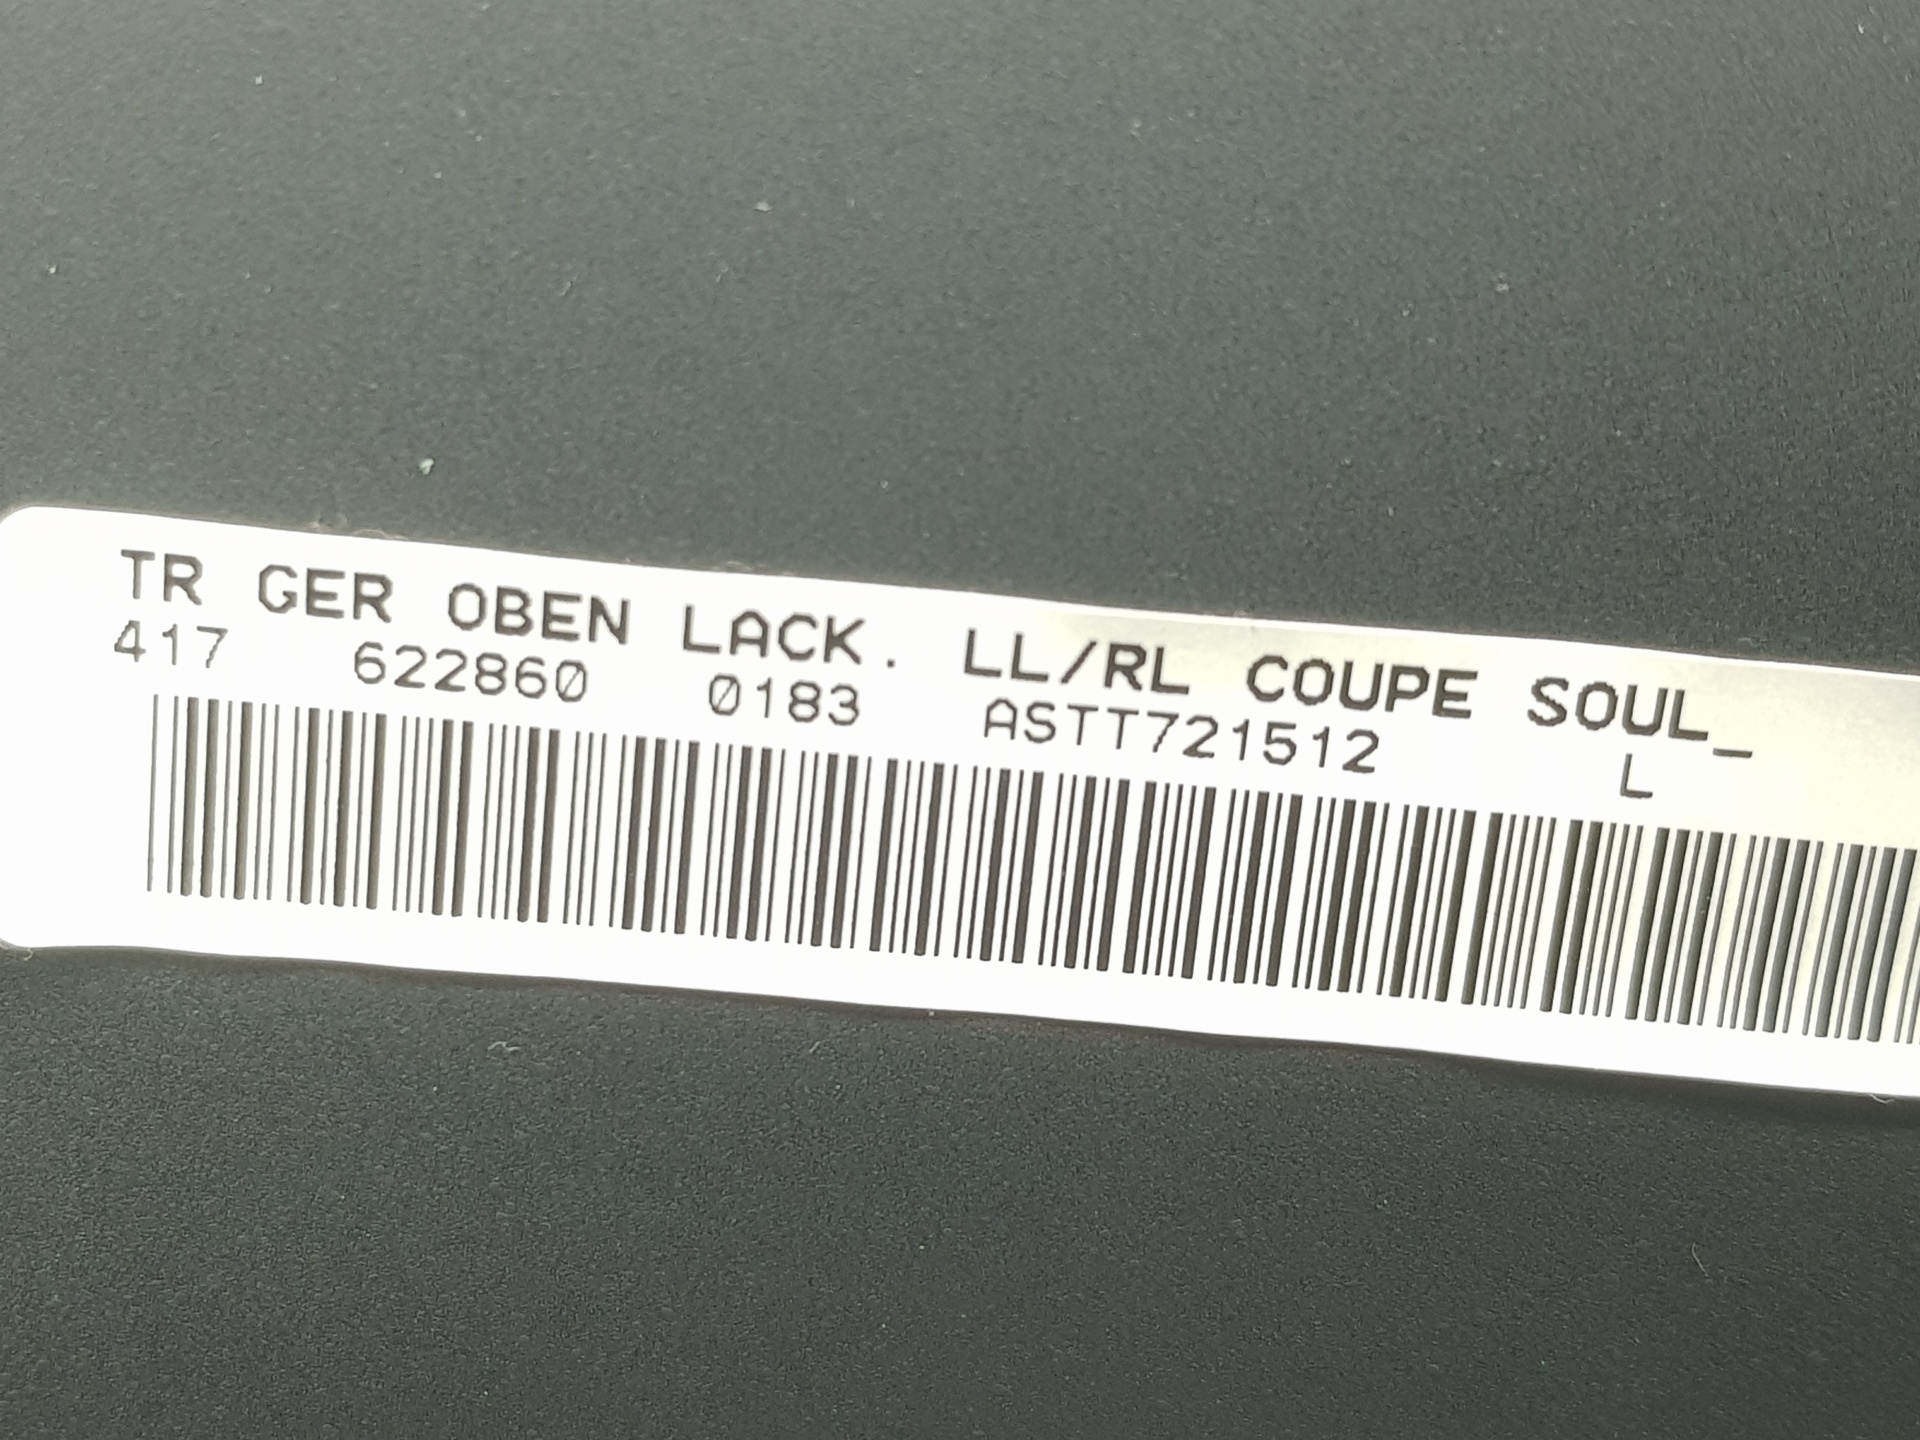 TR GER OBEN LACK. LL/RL COUPE SOUL_
417 622860 0183 ASTT721512 L